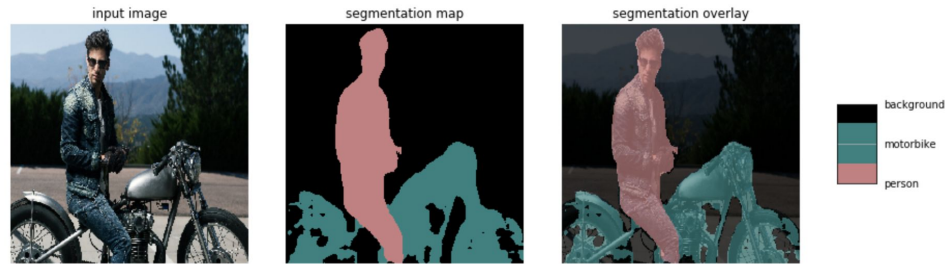 input image
segmentation map
segmentation overlay
background
motorbike
person